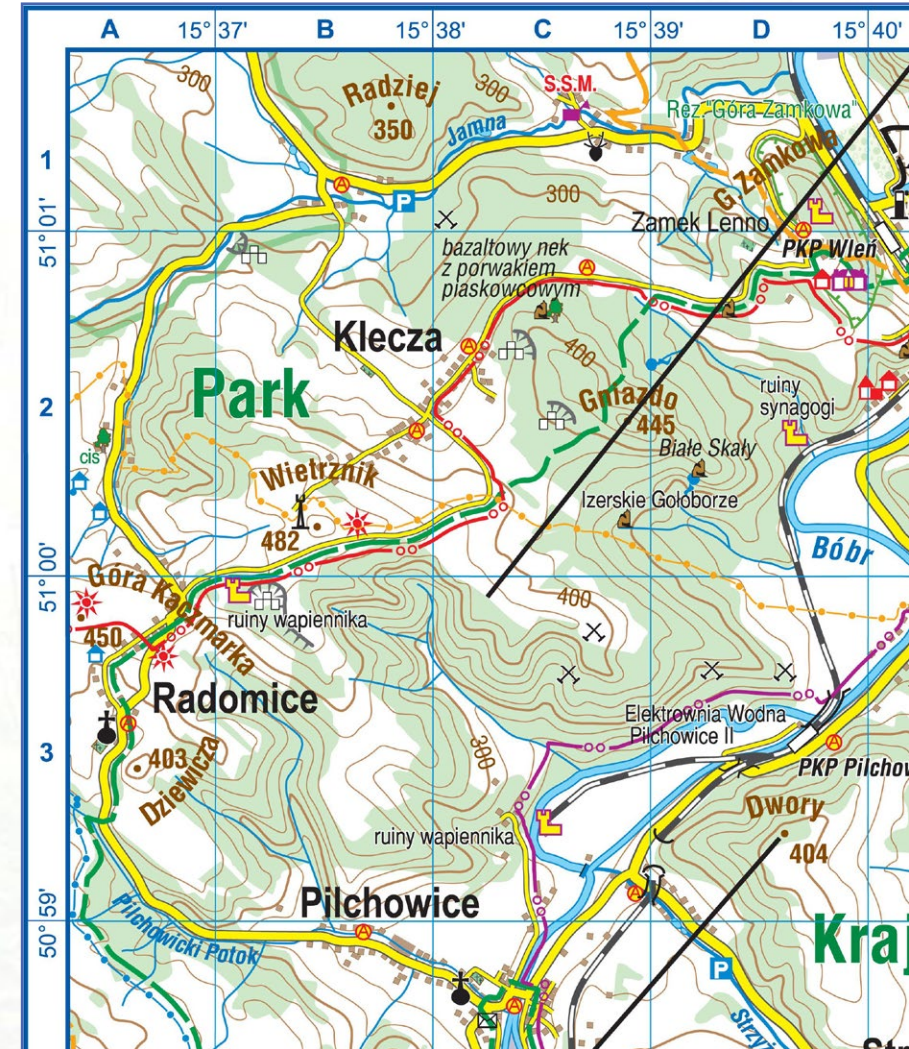 A
15°37'
B
15°38'
C
15°39'
D
15°40'
300
Radziej
350
300
S.S.M.
Rez. "Góra Zamkowa"
Jamna
1
P
300
G. Zamkowa
Zamek Lenno
51°01'
bazaltowy nek
z porwakiem
piaskowcowym
PKP Wleń
Klecza
400
Park
2
Gniazdo
445
ruiny
synagogi
cis
Białe Skały
Wietrznik
482
Izerskie Gołoborze
Bóbr
51°00'
Góra Kaczmarka
450
ruiny wapiennika
400
Radomice
Elektrownia Wodna
Pilchowice II
3
403
Dziewicza
300
PKP Pilchow
Dwory
404
ruiny wapiennika
Pilchowice
50°59'
Pilchowicki Potok
Kraj
P
Strzyż